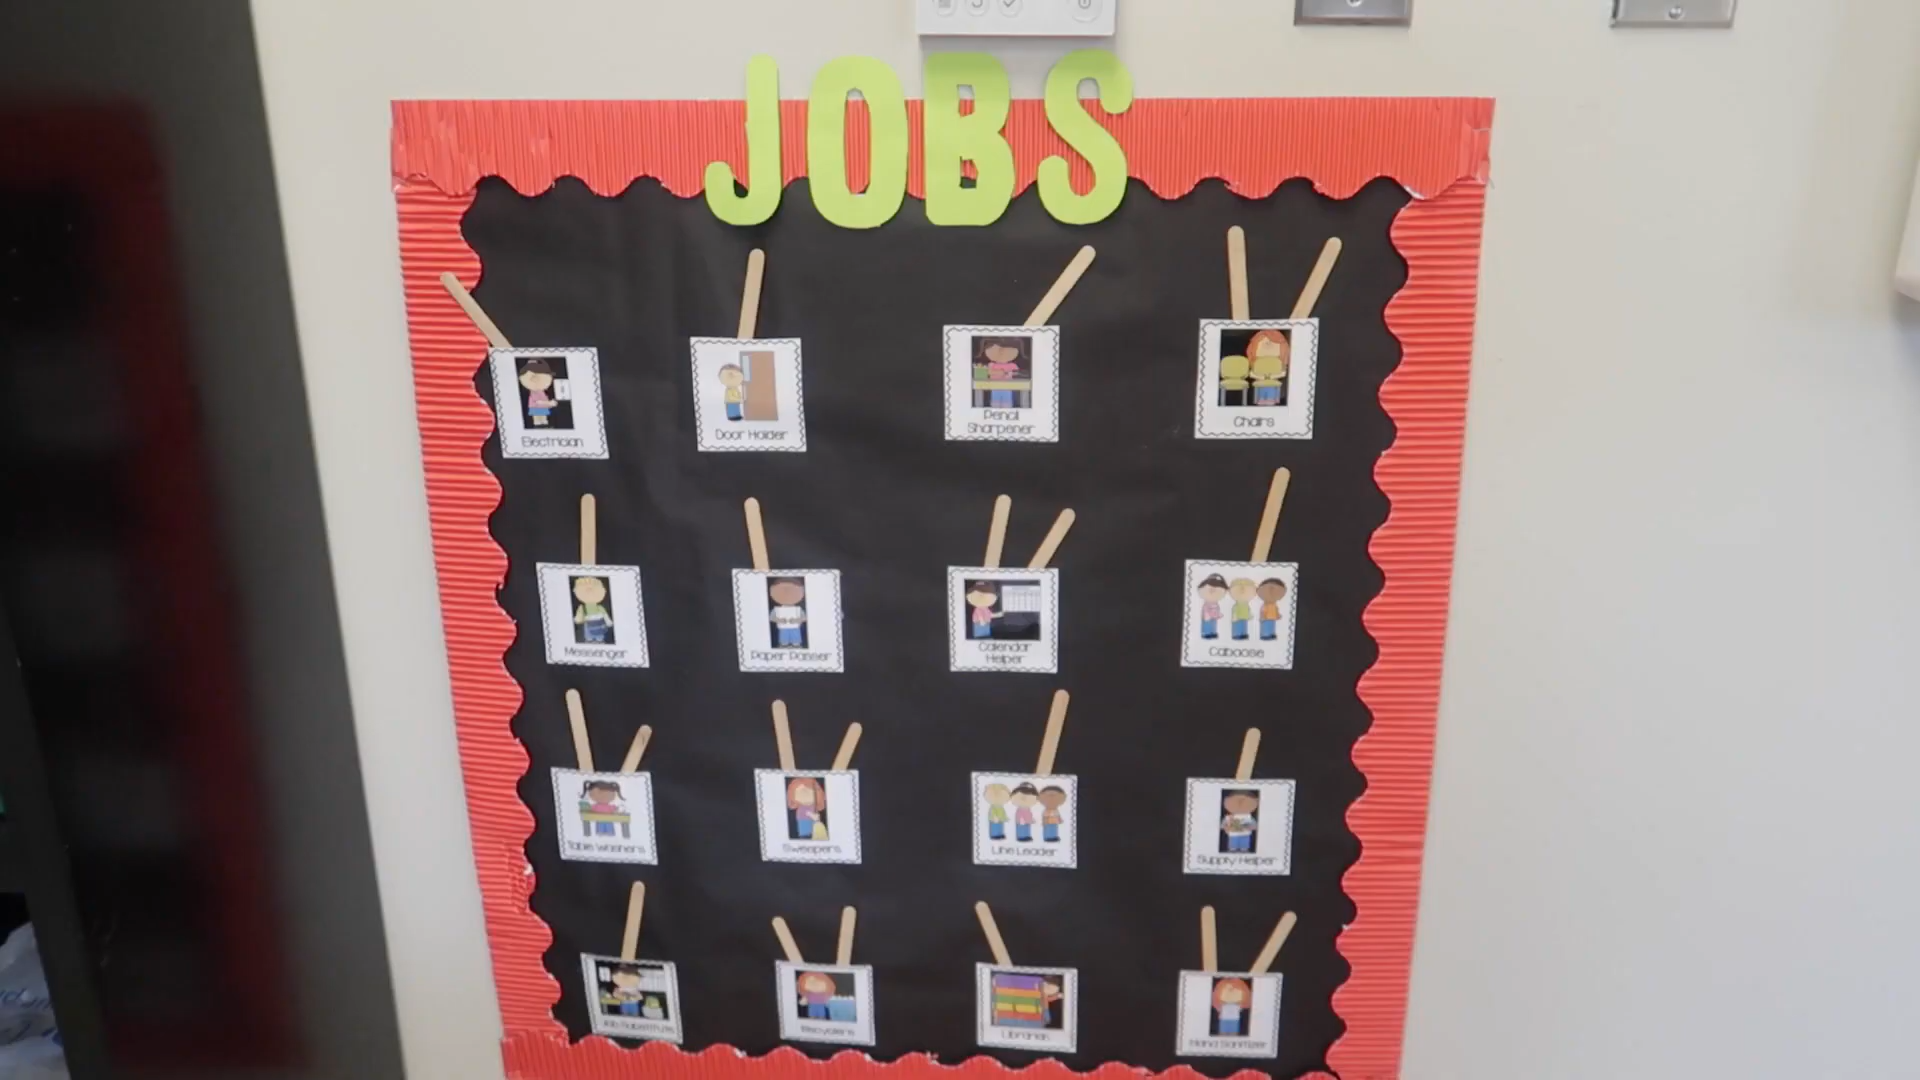 JOBS
Electrician
Door Holder
Pencil
Sharpener
Chairs
Messenger
Paper Passer
Calendar
Helper
Caboose
Table Washers
Sweepers
Line Leader
Supply Helper
Job Substitute
Recyclers
Librarian
Hand Sanitizer